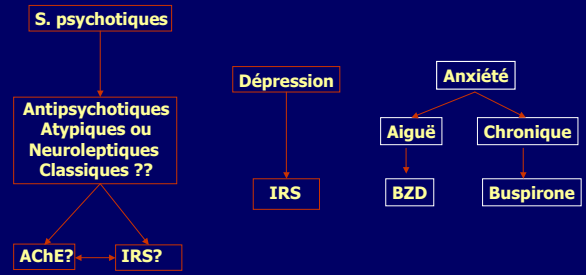 S. psychotiques
Antipsychotiques
Atypiques ou
Neuroleptiques
Classiques ??
AChE?
IRS?
Dépression
IRS
Anxiété
Aiguë
Chronique
BZD
Buspirone